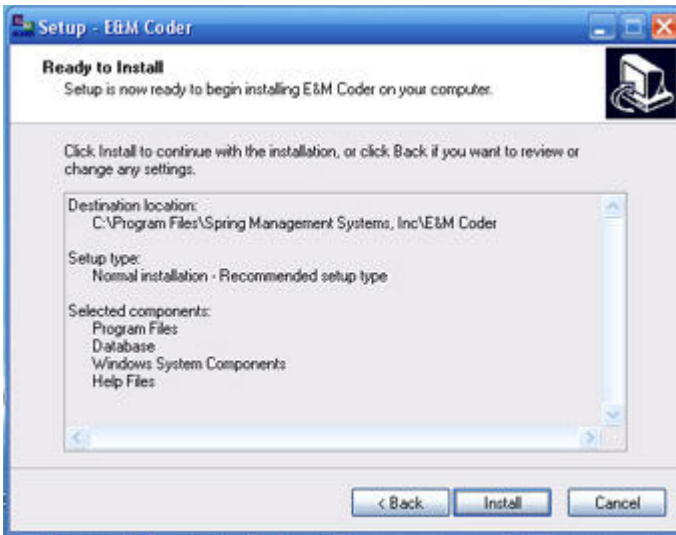 Setup - E&M Coder
Ready to Install
Setup is now ready to begin installing E&M Coder on your computer.
Click Install to continue with the installation, or click Back if you want to review or
change any settings.
Destination location:
C:\Program Files\Spring Management Systems, Inc\E&M Coder
Setup type:
Normal installation - Recommended setup type
Selected components:
Program Files
Database
Windows System Components
Help Files
< Back
Install
Cancel